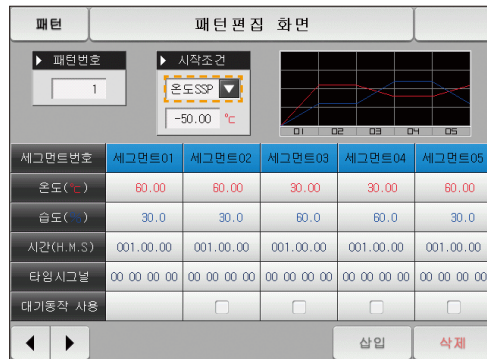 패턴
패턴편집 화면
▶ 패턴번호
1
▶ 시작조건
온도SSP ▼
-50.00 ℃
01 02 03 04 05
세그먼트번호 세그먼트01 세그먼트02 세그먼트03 세그먼트04 세그먼트05
온도(℃) 60.00 60.00 30.00 30.00 60.00
습도(%) 30.0 30.0 60.0 60.0 30.0
시간(H.M.S) 001.00.00 001.00.00 001.00.00 001.00.00 001.00.00
타임시그널 00 00 00 00 00 00 00 00 00 00 00 00 00 00 00 00 00 00 00 00
대기동작 사용
◀ ▶ 삽입 삭제